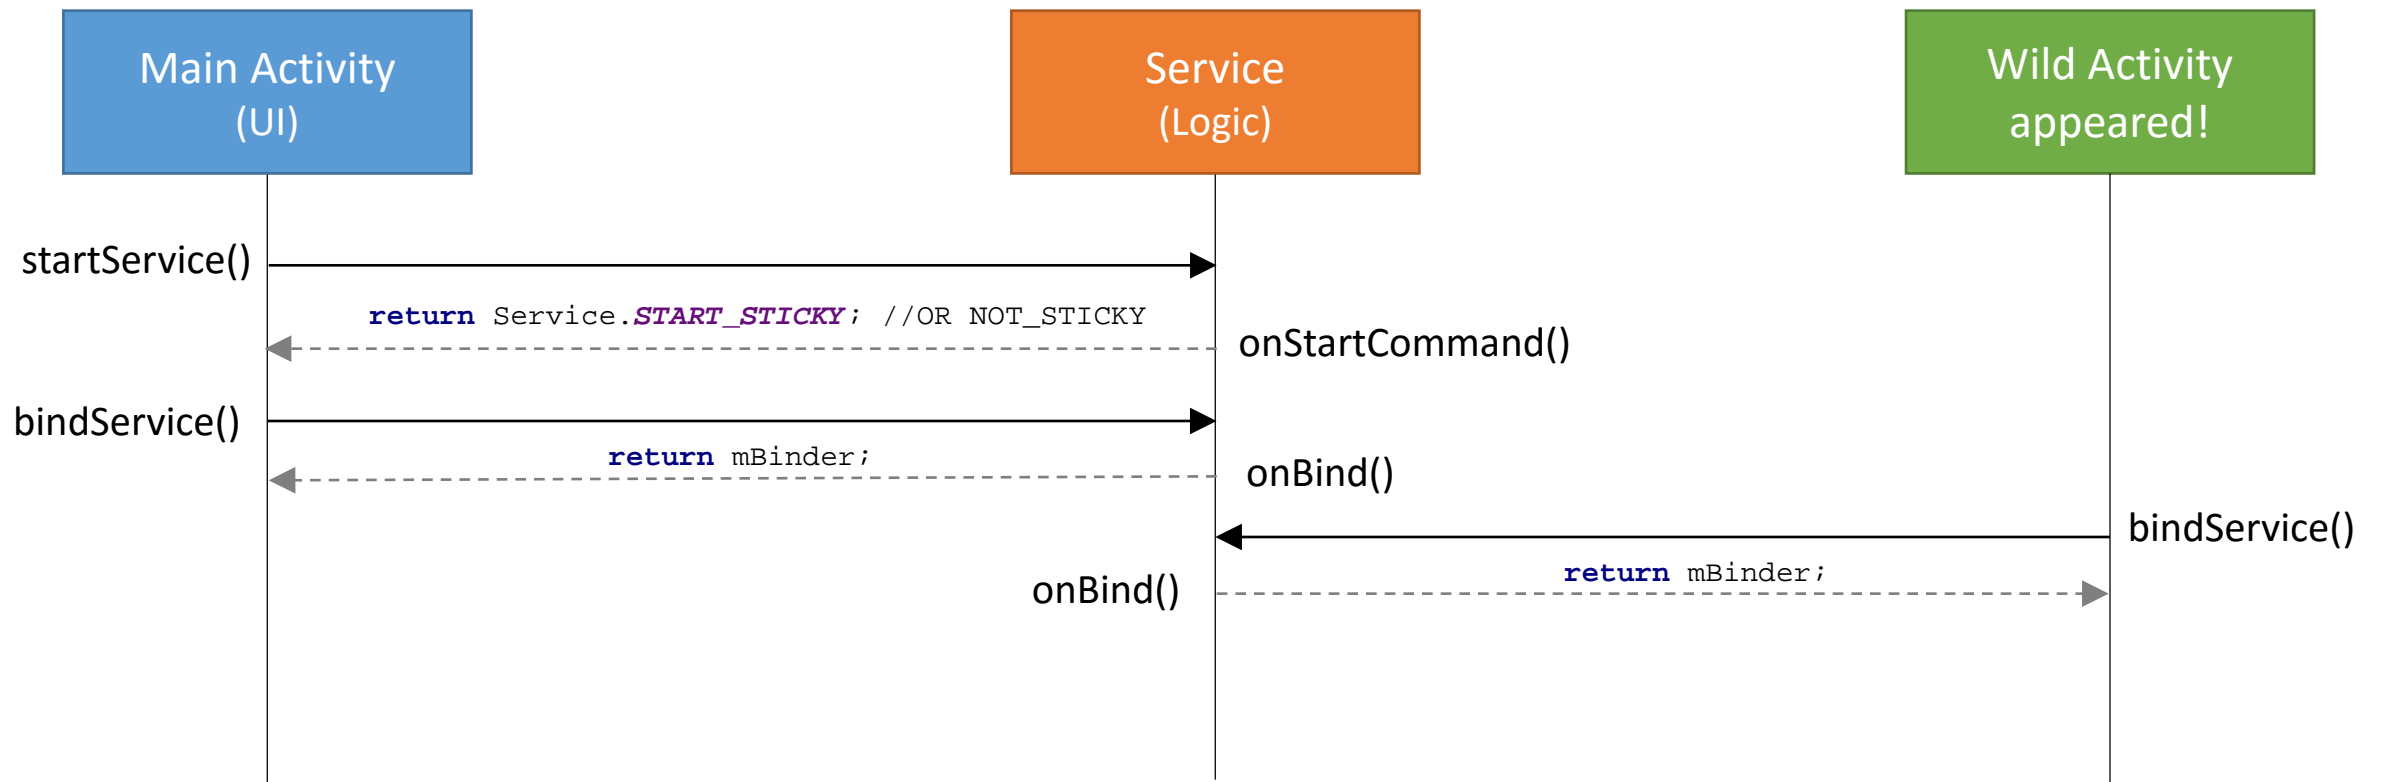 Main Activity
(UI)
Service
(Logic)
Wild Activity
appeared!
startService()
return Service.START_STICKY; //OR NOT_STICKY
onStartCommand()
bindService()
return mBinder;
onBind()
bindService()
return mBinder;
onBind()